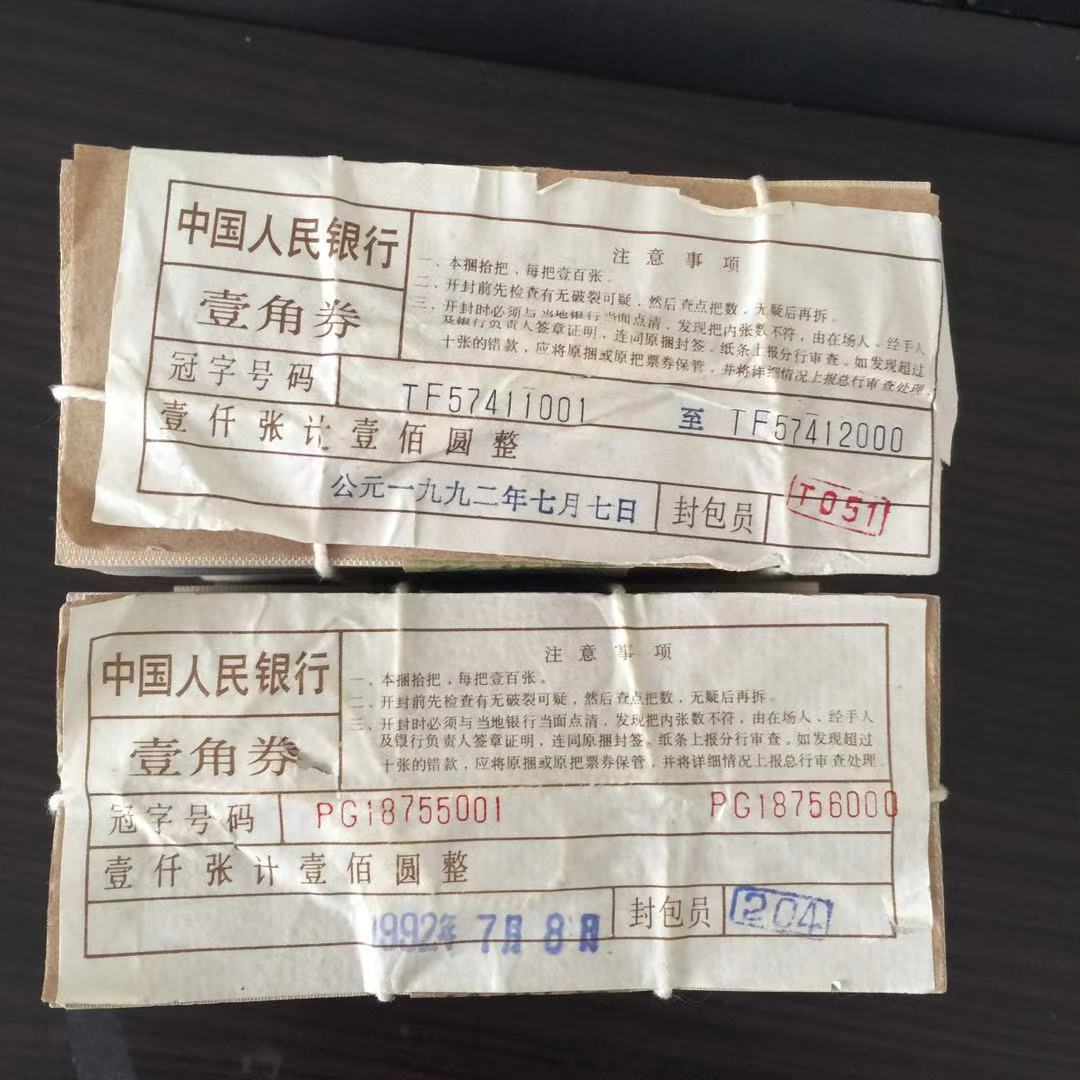 中国人民银行
壹角券
注意事项
一、本捆拾把，每把壹百张。
二、开封前先检查有无破裂可疑，然后查点把数，无疑后再拆。
三、开封时必须与当地银行当面点清，发现把内张数不符，由在场人、经手人
及银行负责人签章证明，连同原捆封签。纸条上报分行审查。如发现超过
十张的错款，应将原捆或原把票券保管，并将详细情况上报总行审查处理。
冠字号码 TF57411001 至 TF57412000
壹仟张计壹佰圆整
公元一九九二年七月七日 封包员 T051
中国人民银行
壹角券
注意事项
一、本捆拾把，每把壹百张。
二、开封前先检查有无破裂可疑，然后查点把数，无疑后再拆。
三、开封时必须与当地银行当面点清，发现把内张数不符，由在场人、经手人
及银行负责人签章证明，连同原捆封签。纸条上报分行审查。如发现超过
十张的错款，应将原捆或原把票券保管，并将详细情况上报总行审查处理
冠字号码 PG18755001 PG18756000
壹仟张计壹佰圆整
1992年 7月 8日 封包员 204